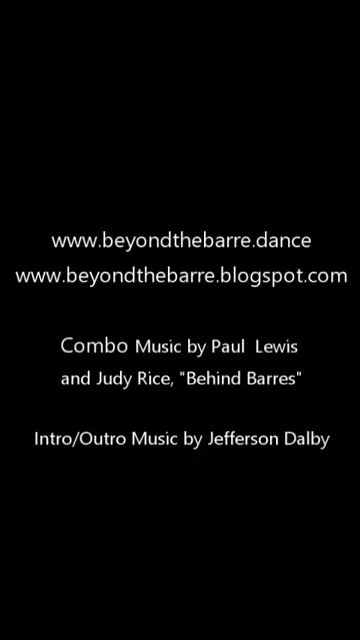 www.beyondthebarre.dance
www.beyondthebarre.blogspot.com
Combo Music by Paul Lewis
and Judy Rice, "Behind Barres"
Intro/Outro Music by Jefferson Dalby